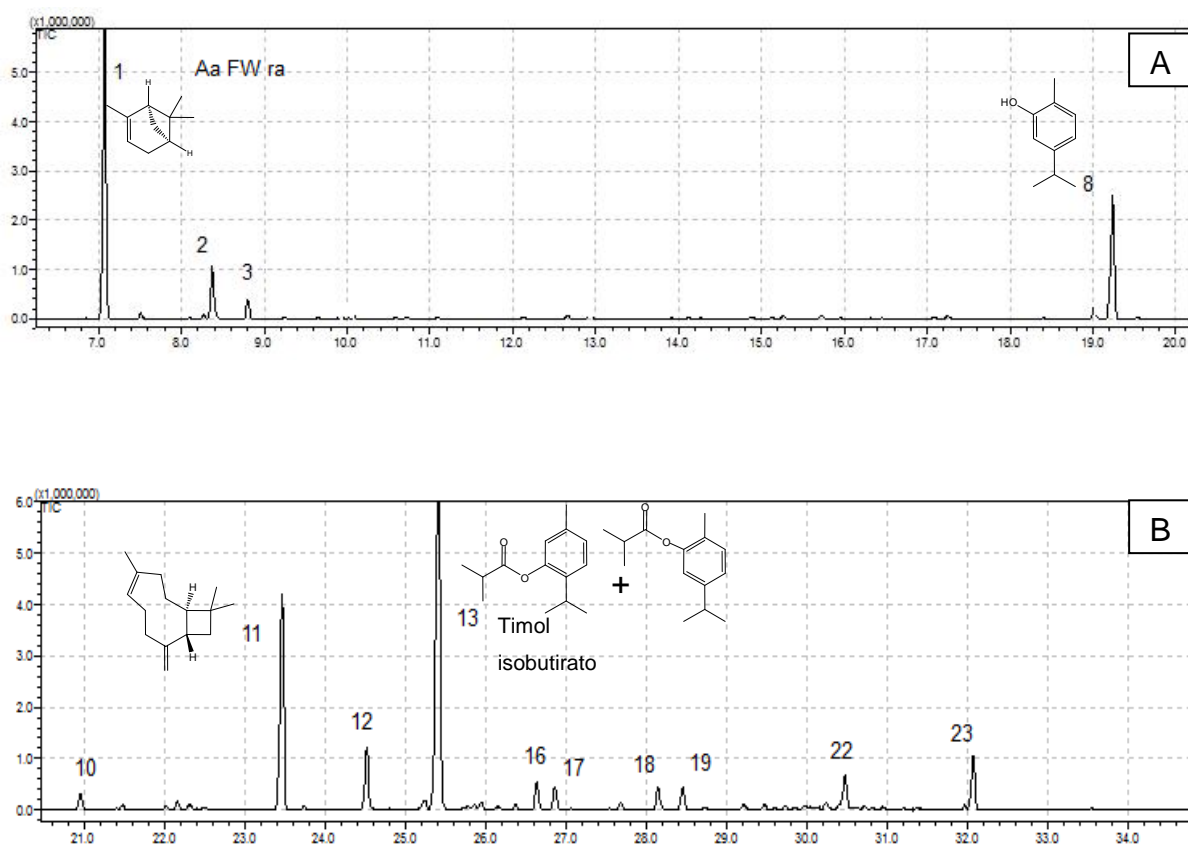 (x1,000,000)
TIC
A
1
Aa FW ra
H
H
HO
5.0
4.0
3.0
2.0
1.0
0.0
2
3
8
7.0 8.0 9.0 10.0 11.0 12.0 13.0 14.0 15.0 16.0 17.0 18.0 19.0 20.0
(x1,000,000)
TIC
B
6.0
5.0
4.0
3.0
2.0
1.0
0.0
H
H
O
O
O
O
+
10
11
12
13
Timol
isobutirato
16
17
18
19
22
23
21.0 22.0 23.0 24.0 25.0 26.0 27.0 28.0 29.0 30.0 31.0 32.0 33.0 34.0